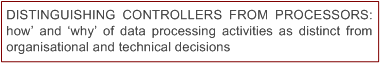 DISTINGUISHING CONTROLLERS FROM PROCESSORS:
how' and 'why' of data processing activities as distinct from
organisational and technical decisions